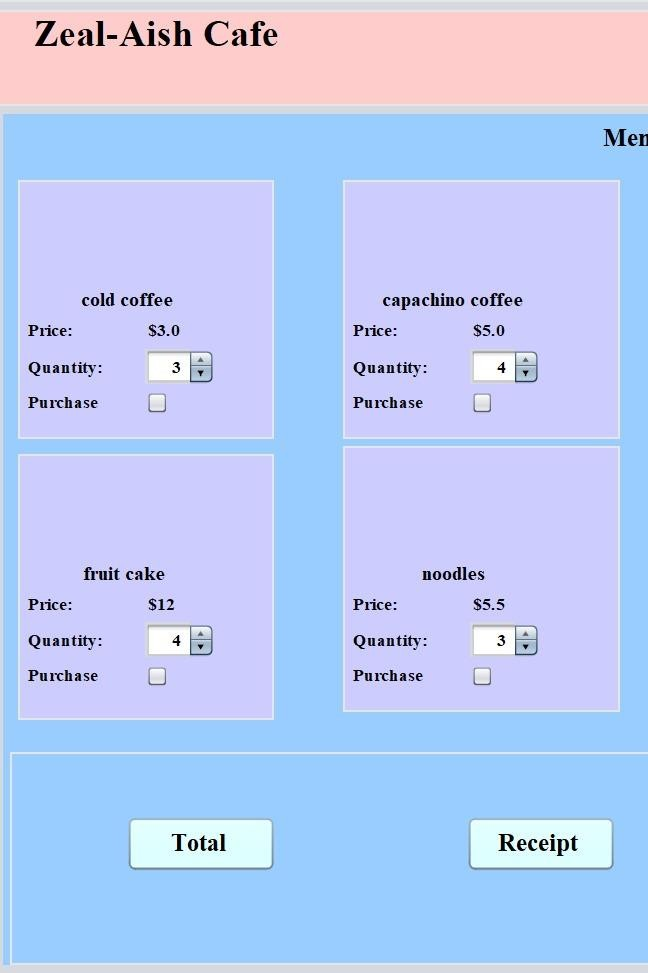 Zeal-Aish Cafe
cold coffee
Price: $3.0
Quantity: 3
Purchase
capachino coffee
Price: $5.0
Quantity: 4
Purchase
fruit cake
Price: $12
Quantity: 4
Purchase
noodles
Price: $5.5
Quantity: 3
Purchase
Total
Receipt